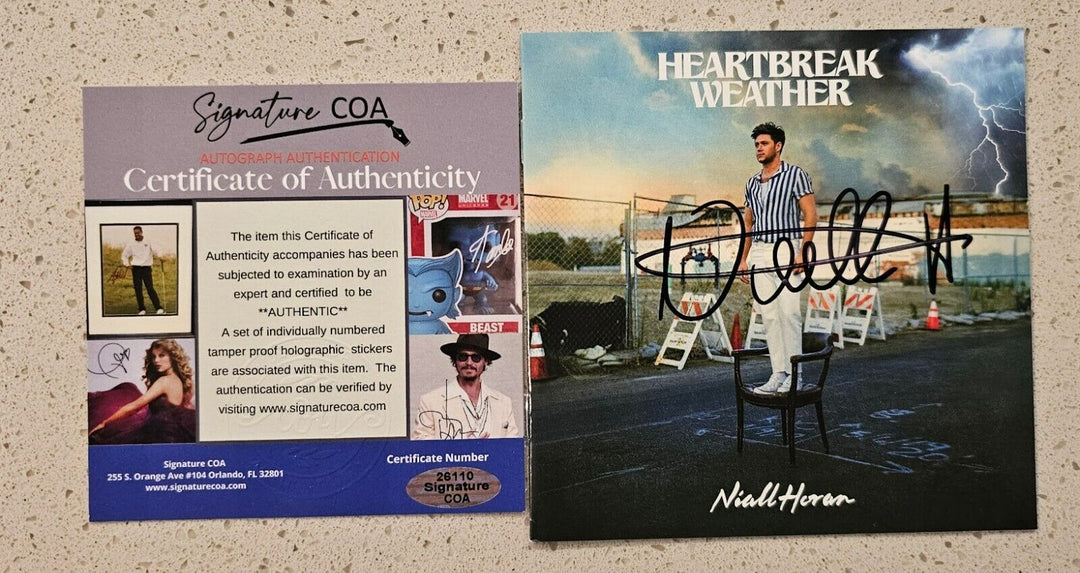 Signature COA
AUTOGRAPH AUTHENTICATION
Certificate of Authenticity
The item this Certificate of
Authenticity accompanies has been
subjected to examination by an
expert and certified to be
**AUTHENTIC**
A set of individually numbered
tamper proof holographic stickers
are associated with this item. The
authentication can be verified by
visiting www.signaturecoa.com
POP!
MARVEL
MARVEL
UNIVERSE
21
BEAST
Signature COA
255 S. Orange Ave #104 Orlando, FL 32801
www.signaturecoa.com
Certificate Number
26110
Signature
COA
HEARTBREAK
WEATHER
Niall Horan